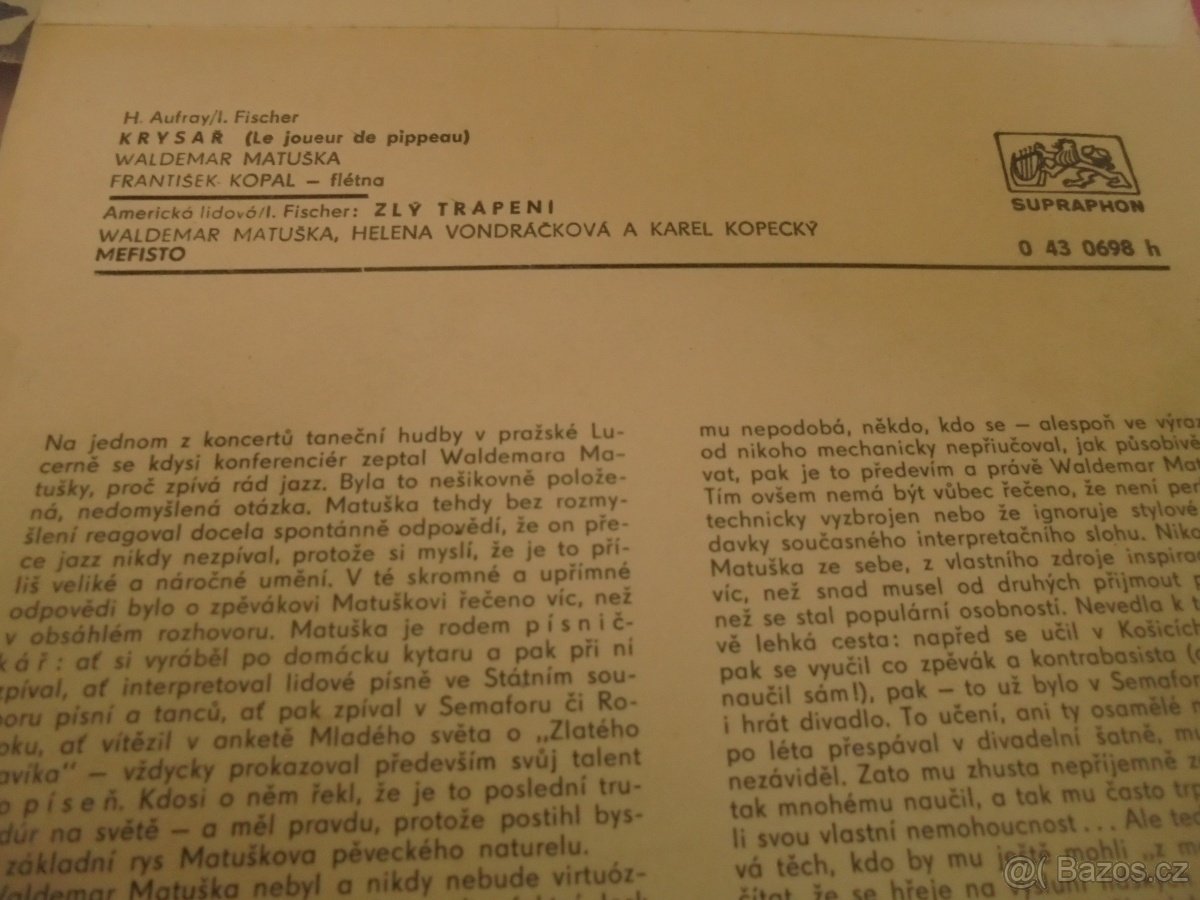 H. Aufray/I. Fischer
KRYSAŘ (Le joueur de pippeau)
WALDEMAR MATUŠKA
FRANTIŠEK KOPAL – flétna
Americká lidová/I. Fischer: ZLÝ TRÁPENÍ
WALDEMAR MATUŠKA, HELENA VONDRÁČKOVÁ A KAREL KOPECKÝ
MEFISTO
SUPRAPHON
0 43 0698 h
Na jednom z koncertů taneční hudby v pražské Lu-
cerně se kdysi konferenciér zeptal Waldemara Ma-
tušky, proč zpívá rád jazz. Byla to nešikovně polože-
ná, nedomyšlená otázka. Matuška tehdy bez rozmy-
šlení reagoval docela spontánně odpovědí, že on pře-
ce jazz nikdy nezpíval, protože si myslí, že je to pří-
liš veliké a náročné umění. V té skromné a upřímné
odpovědi bylo o zpěvákovi Matuškovi řečeno víc, než
v obsáhlém rozhovoru. Matuška je rodem písnič-
kář: ať si vyráběl po domácku kytaru a pak při ní
zpíval, ať interpretoval lidové písně ve Státním sou-
boru písní a tanců, ať pak zpíval v Semaforu či Ro-
oku, ať vítězil v anketě Mladého světa o „Zlatého
avíka“ – vždycky prokazoval především svůj talent
o píseň. Kdosi o něm řekl, že je to poslední tru-
dúr na světě – a měl pravdu, protože postihl bys-
základní rys Matuškova pěveckého naturelu.
Waldemar Matuška nebyl a nikdy nebude virtuóz-
mu nepodobá, někdo, kdo se – alespoň ve výraz
od nikoho mechanicky nepřiučoval, jak působivě
vat, pak je to předevím a právě Waldemar Mat
Tím ovšem nemá být vůbec řečeno, že není per
technicky vyzbrojen nebo že ignoruje stylové
davky současného interpretačního slohu. Niko
Matuška ze sebe, z vlastního zdroje inspirac
víc, než snad musel od druhých přijmout p
než se stal populární osobností. Nevedla k t
vě lehká cesta: napřed se učil v Košicích
pak se vyučil co zpěvák a kontrabasista (
naučil sám!), pak – to už bylo v Semafor
i hrát divadlo. To učení, ani ty osamělé
po léta přespával v divadelní šatně, mu
nezáviděl. Zato mu zhusta nepříjemně z
tak mnohému naučil, a tak mu často trp
li svou vlastní nemohoucnost... Ale ted
vá těch, kdo by mu ještě mohli „z
čítat, že se hřeje na výsluní
Bazos.cz